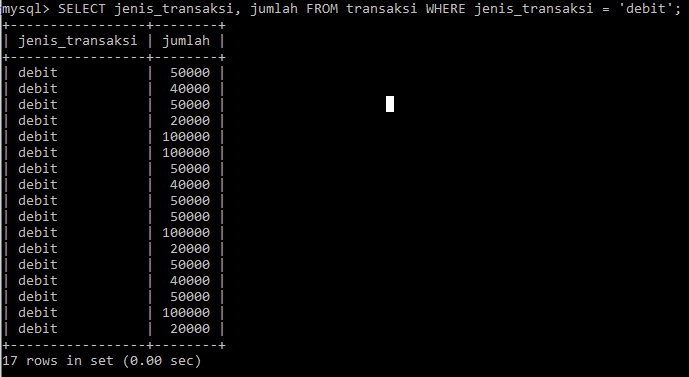 mysql> SELECT jenis_transaksi, jumlah FROM transaksi WHERE jenis_transaksi = 'debit';
+-----------------+--------+
| jenis_transaksi | jumlah |
+-----------------+--------+
| debit           |  50000 |
| debit           |  40000 |
| debit           |  50000 |
| debit           |  20000 |
| debit           | 100000 |
| debit           | 100000 |
| debit           |  50000 |
| debit           |  40000 |
| debit           |  50000 |
| debit           |  50000 |
| debit           | 100000 |
| debit           |  20000 |
| debit           |  50000 |
| debit           |  40000 |
| debit           |  50000 |
| debit           | 100000 |
| debit           |  20000 |
+-----------------+--------+
17 rows in set (0.00 sec)